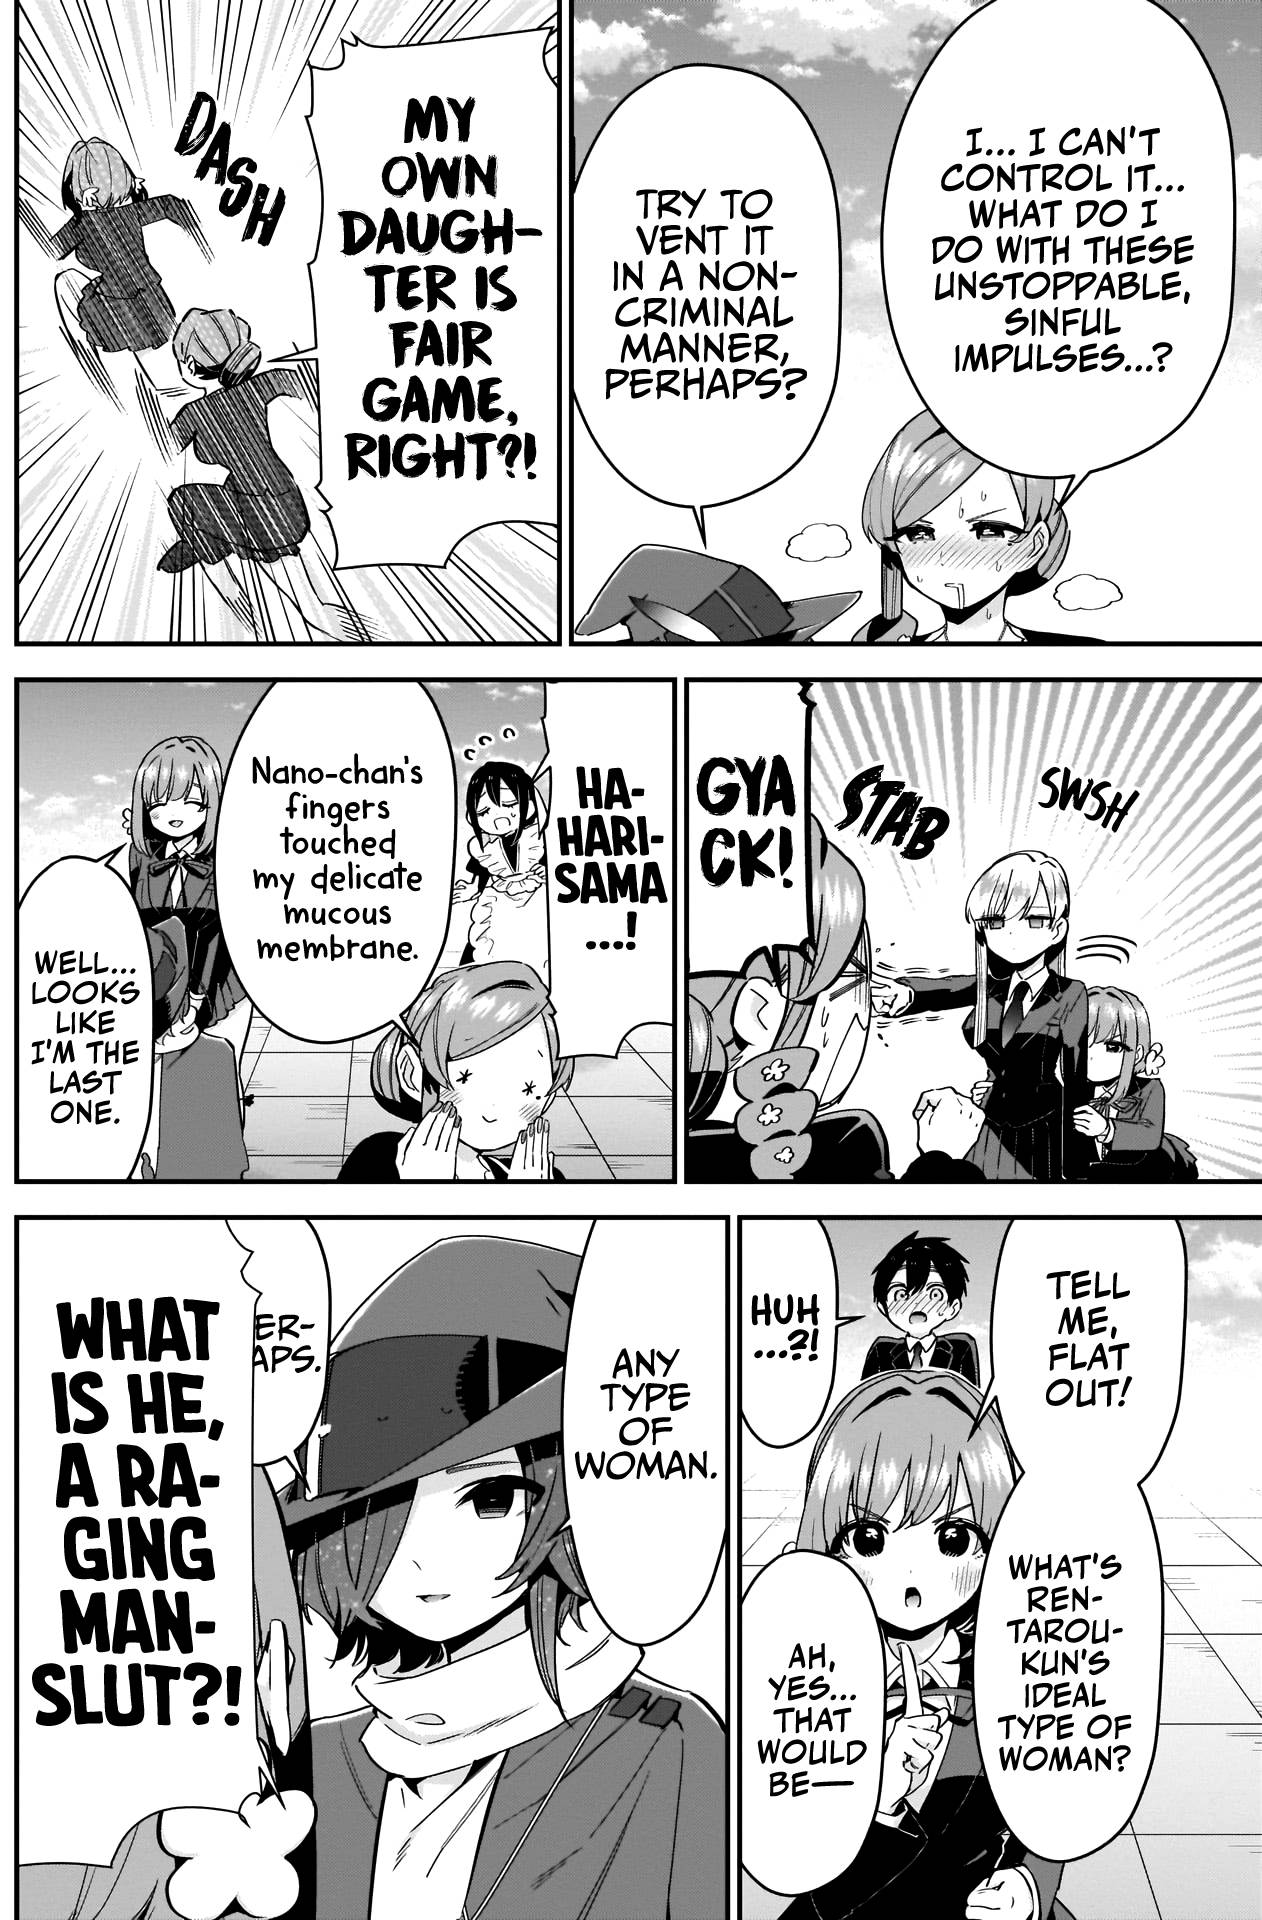 I... I CAN'T
CONTROL IT...
WHAT DO I
DO WITH THESE
UNSTOPPABLE,
SINFUL
IMPULSES...?
TRY TO
VENT IT
IN A NON-
CRIMINAL
MANNER,
PERHAPS?
MY
OWN
DAUGH-
TER IS
FAIR
GAME,
RIGHT?!
DASH
SWSH
STAB
GYA
CK!
HA-
HARI-
SAMA
...!
Nano-chan's
fingers
touched
my delicate
mucous
membrane.
WELL...
LOOKS
LIKE
I'M THE
LAST
ONE.
TELL
ME,
FLAT
OUT!
WHAT'S
REN-
TAROU-
KUN'S
IDEAL
TYPE OF
WOMAN?
HUH
...?!
AH,
YES...
THAT
WOULD
BE—
ANY
TYPE
OF
WOMAN.
ER-
APS.
WHAT
IS HE,
A RA-
GING
MAN-
SLUT?!